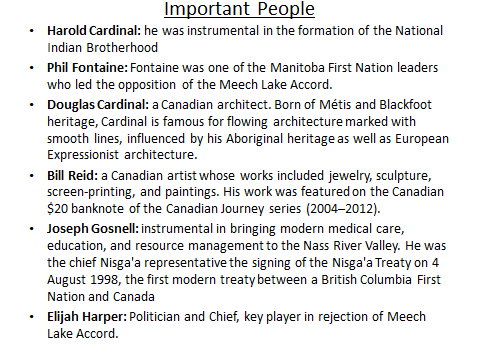 Important People
• Harold Cardinal: he was instrumental in the formation of the National
Indian Brotherhood
• Phil Fontaine: Fontaine was one of the Manitoba First Nation leaders
who led the opposition of the Meech Lake Accord.
• Douglas Cardinal: a Canadian architect. Born of Métis and Blackfoot
heritage, Cardinal is famous for flowing architecture marked with
smooth lines, influenced by his Aboriginal heritage as well as European
Expressionist architecture.
• Bill Reid: a Canadian artist whose works included jewelry, sculpture,
screen-printing, and paintings. His work was featured on the Canadian
$20 banknote of the Canadian Journey series (2004–2012).
• Joseph Gosnell: instrumental in bringing modern medical care,
education, and resource management to the Nass River Valley. He was
the chief Nisga'a representative the signing of the Nisga'a Treaty on 4
August 1998, the first modern treaty between a British Columbia First
Nation and Canada
• Elijah Harper: Politician and Chief, key player in rejection of Meech
Lake Accord.